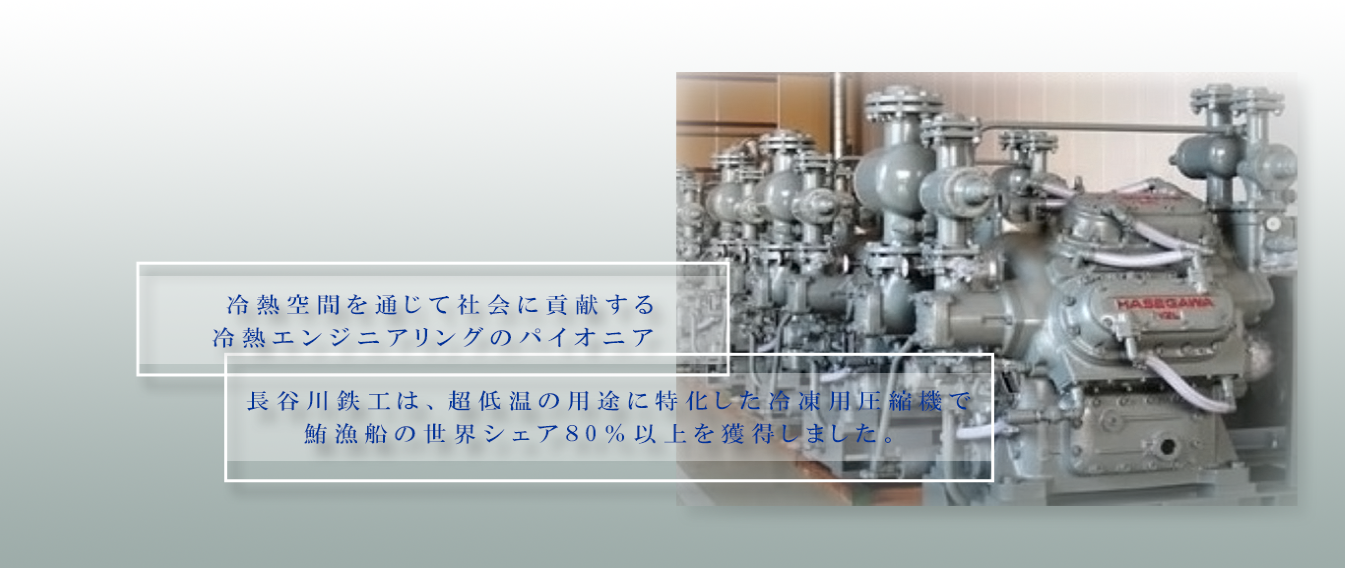 冷熱空間を通じて社会に貢献する
冷熱エンジニアリングのパイオニア
長谷川鉄工は、超低温の用途に特化した冷凍用圧縮機で
鮪漁船の世界シェア80%以上を獲得しました。
HASEGAWA